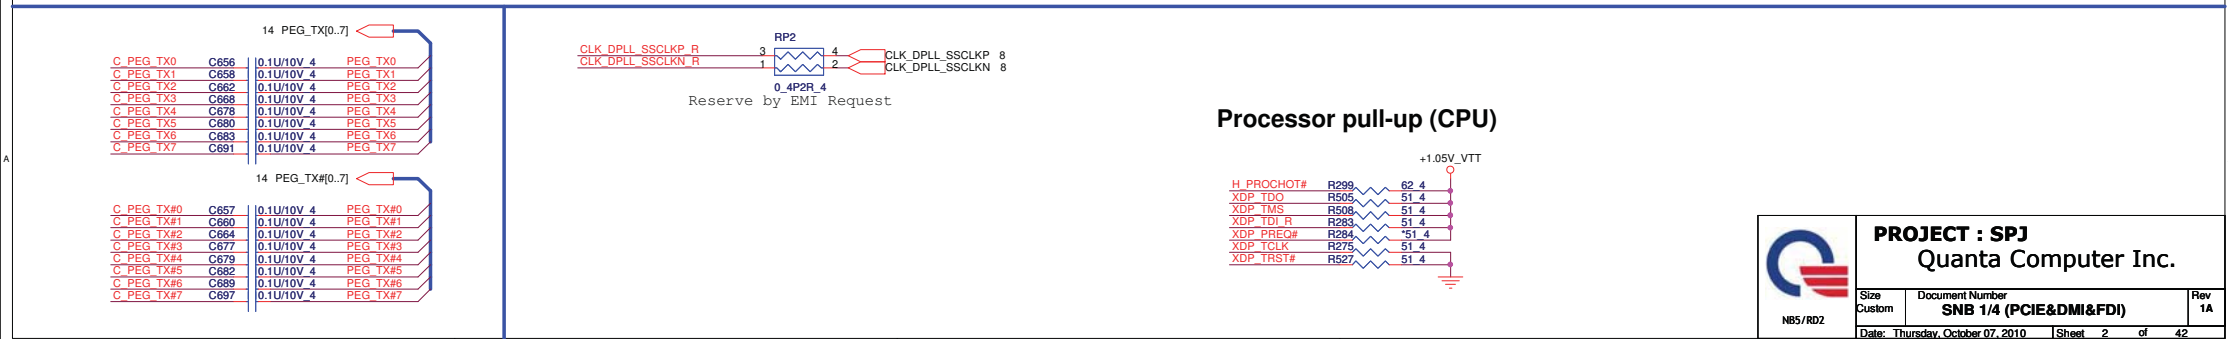 14 PEG_TX[0..7]
C_PEG_TX0 C656 0.1U/10V_4 PEG_TX0
C_PEG_TX1 C658 0.1U/10V_4 PEG_TX1
C_PEG_TX2 C662 0.1U/10V_4 PEG_TX2
C_PEG_TX3 C668 0.1U/10V_4 PEG_TX3
C_PEG_TX4 C678 0.1U/10V_4 PEG_TX4
C_PEG_TX5 C680 0.1U/10V_4 PEG_TX5
C_PEG_TX6 C683 0.1U/10V_4 PEG_TX6
C_PEG_TX7 C691 0.1U/10V_4 PEG_TX7
A
14 PEG_TX#[0..7]
C_PEG_TX#0 C657 0.1U/10V_4 PEG_TX#0
C_PEG_TX#1 C660 0.1U/10V_4 PEG_TX#1
C_PEG_TX#2 C664 0.1U/10V_4 PEG_TX#2
C_PEG_TX#3 C677 0.1U/10V_4 PEG_TX#3
C_PEG_TX#4 C679 0.1U/10V_4 PEG_TX#4
C_PEG_TX#5 C682 0.1U/10V_4 PEG_TX#5
C_PEG_TX#6 C689 0.1U/10V_4 PEG_TX#6
C_PEG_TX#7 C697 0.1U/10V_4 PEG_TX#7
RP2
CLK_DPLL_SSCLKP_R 3 4 CLK_DPLL_SSCLKP 8
CLK_DPLL_SSCLKN_R 1 2 CLK_DPLL_SSCLKN 8
0_4P2R_4
Reserve by EMI Request
Processor pull-up (CPU)
+1.05V_VTT
H_PROCHOT# R299 62_4
XDP_TDO R505 51_4
XDP_TMS R508 51_4
XDP_TDI_R R283 51_4
XDP_PREQ# R284 *51_4
XDP_TCLK R275 51_4
XDP_TRST# R527 51_4
NB5/RD2
PROJECT : SPJ
Quanta Computer Inc.
Size Document Number Rev
Custom SNB 1/4 (PCIE&DMI&FDI) 1A
Date: Thursday, October 07, 2010 Sheet 2 of 42